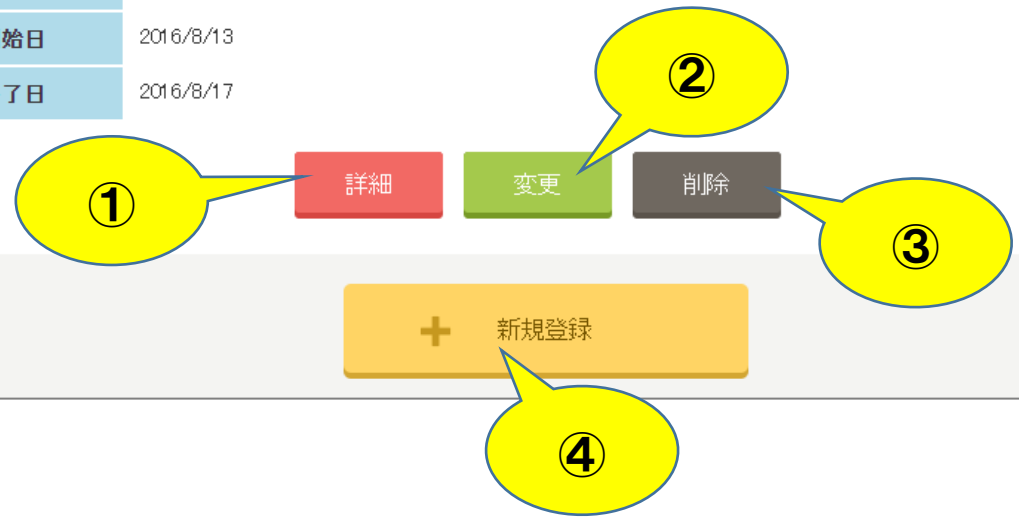 始日 2016/8/13
②
了日 2016/8/17
① 詳細 変更 削除
③
+ 新規登録
④